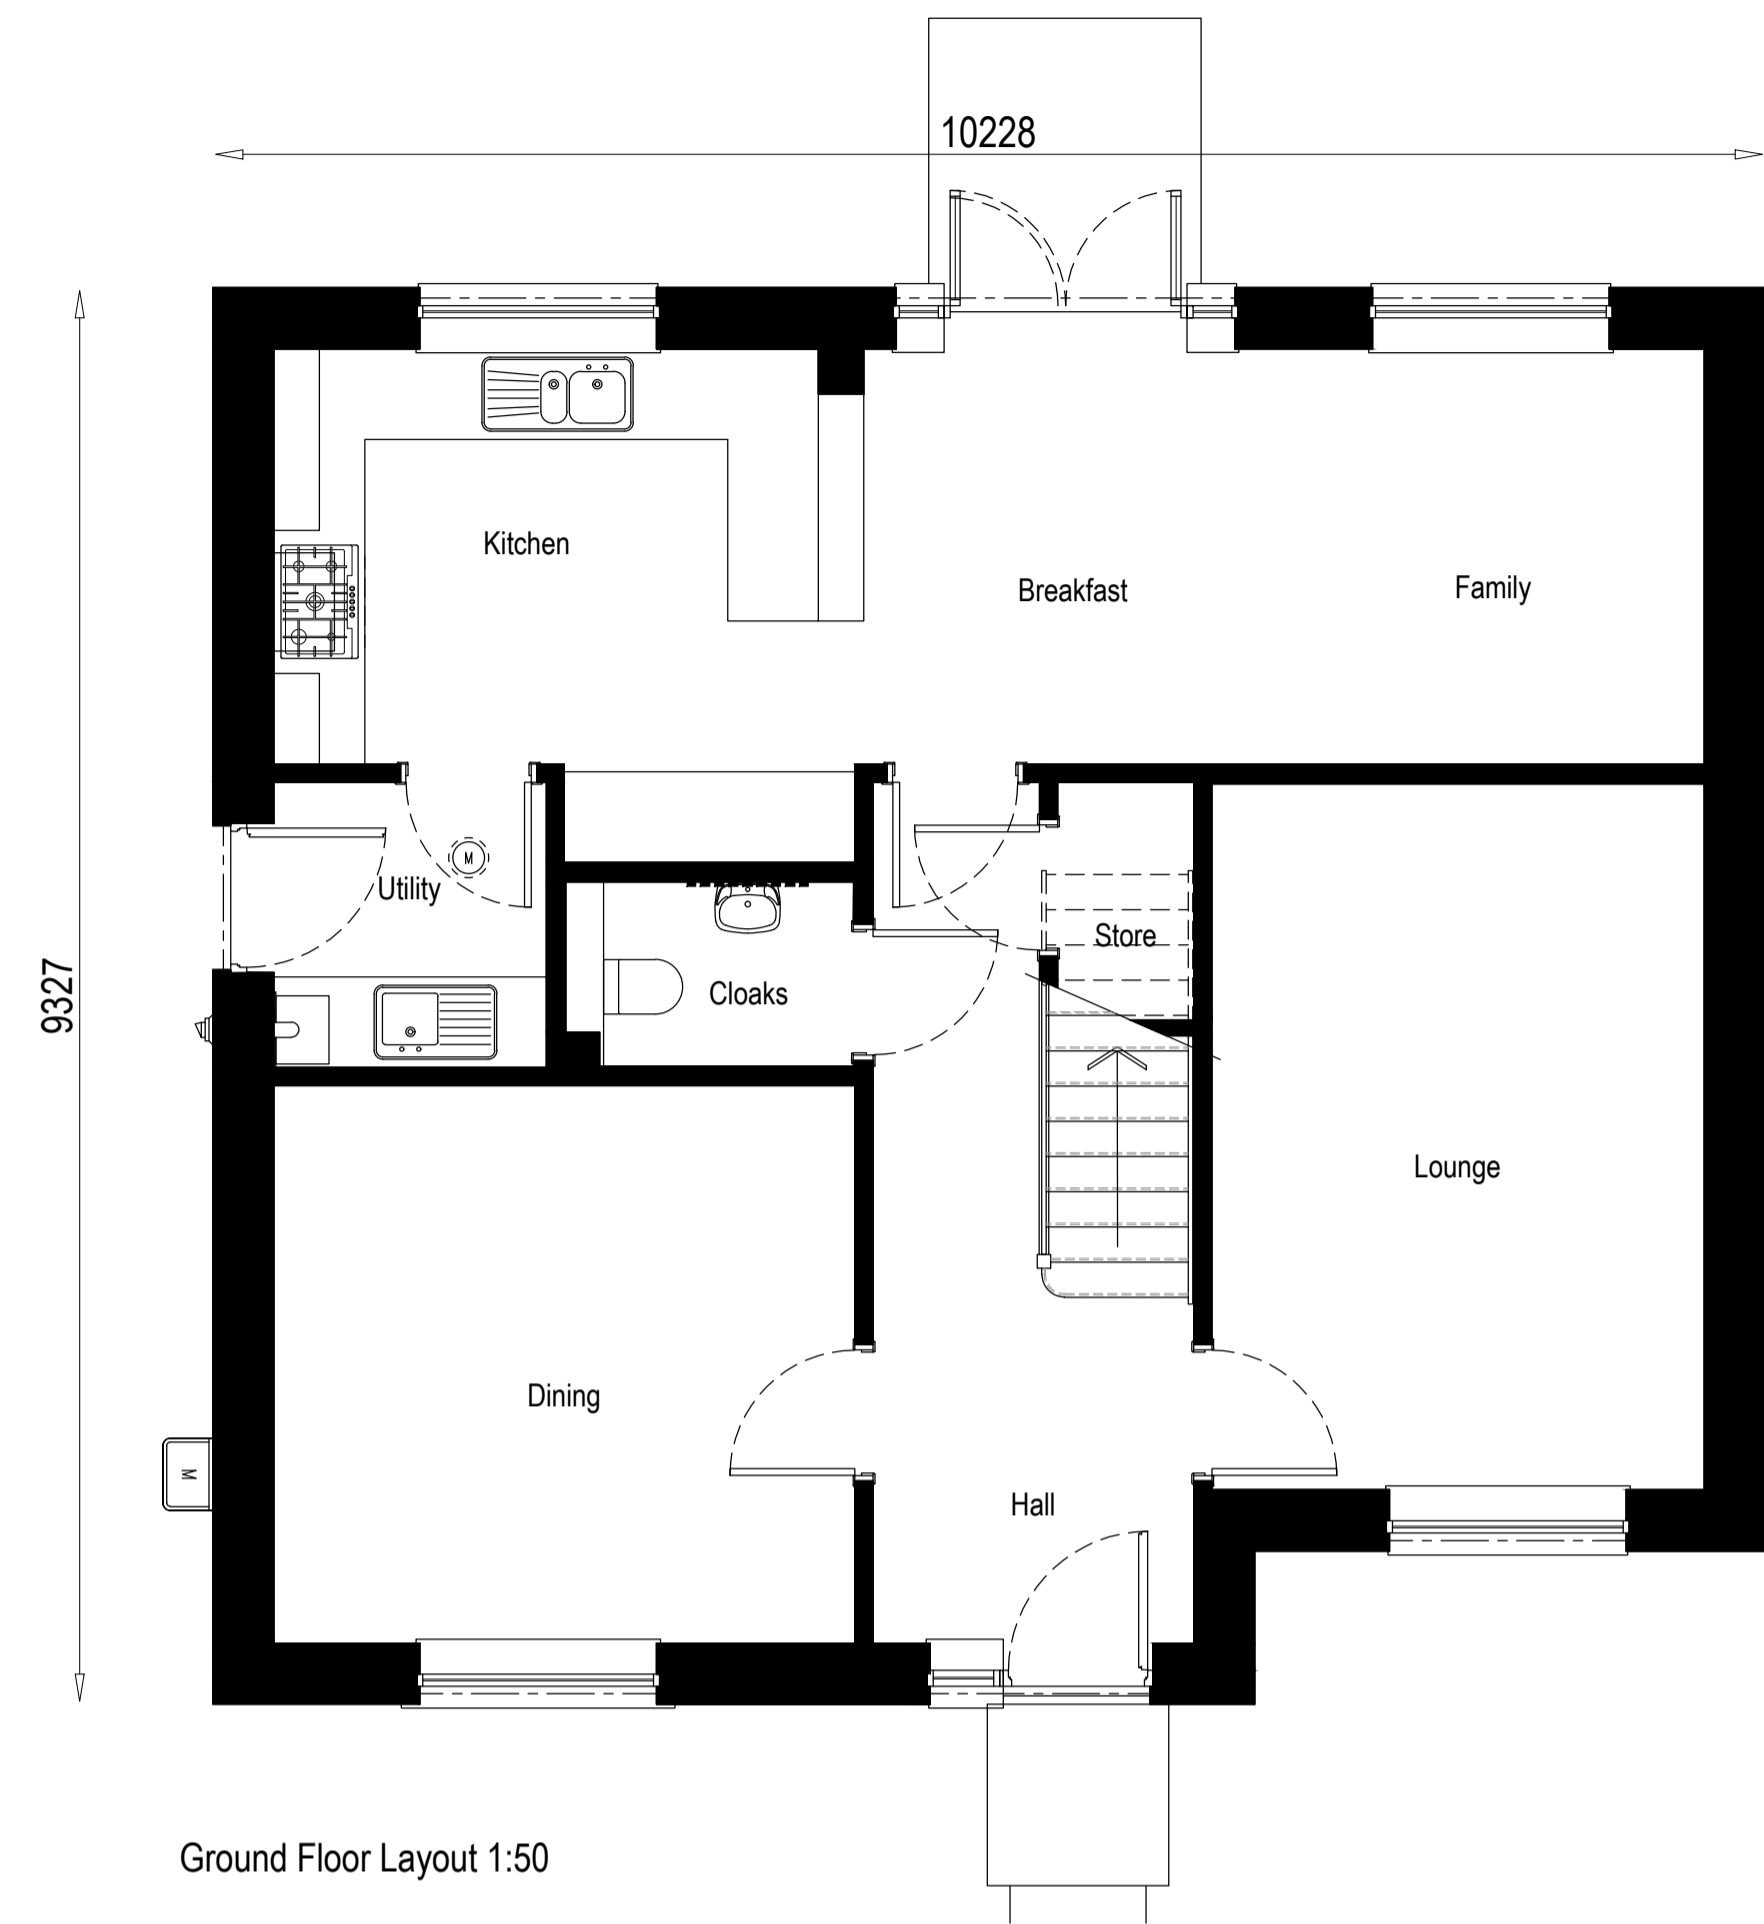 10228
Kitchen
Breakfast
Family
M
Utility
Store
Cloaks
9327
Lounge
Dining
M
Hall
Ground Floor Layout 1:50